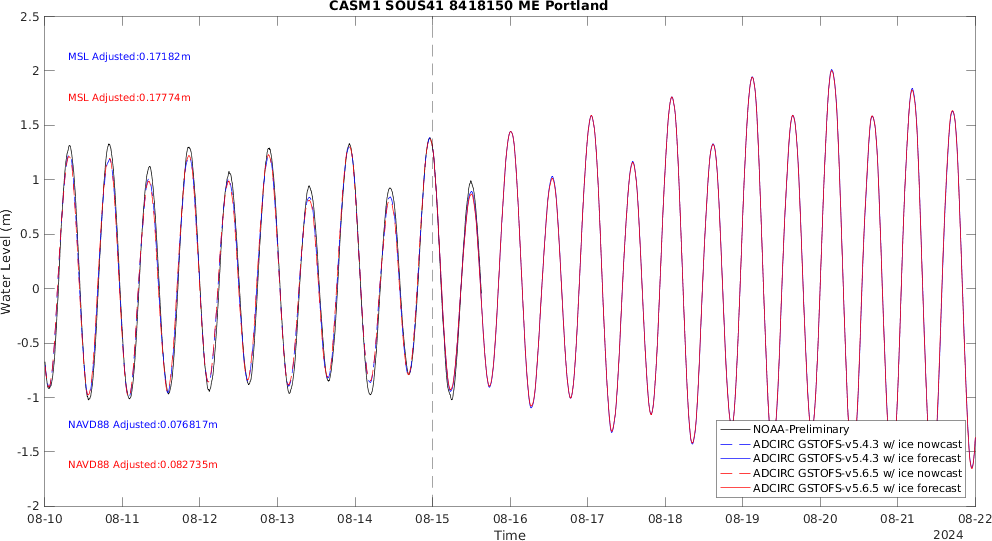 CASM1 SOUS41 8418150 ME Portland
2.5
2
1.5
1
0.5
0
-0.5
-1
-1.5
-2
Water Level (m)
MSL Adjusted:0.17182m
MSL Adjusted:0.17774m
NAVD88 Adjusted:0.076817m
NAVD88 Adjusted:0.082735m
NOAA-Preliminary
ADCIRC GSTOFS-v5.4.3 w/ ice nowcast
ADCIRC GSTOFS-v5.4.3 w/ ice forecast
ADCIRC GSTOFS-v5.6.5 w/ ice nowcast
ADCIRC GSTOFS-v5.6.5 w/ ice forecast
08-10 08-11 08-12 08-13 08-14 08-15 08-16 08-17 08-18 08-19 08-20 08-21 08-22
Time
2024